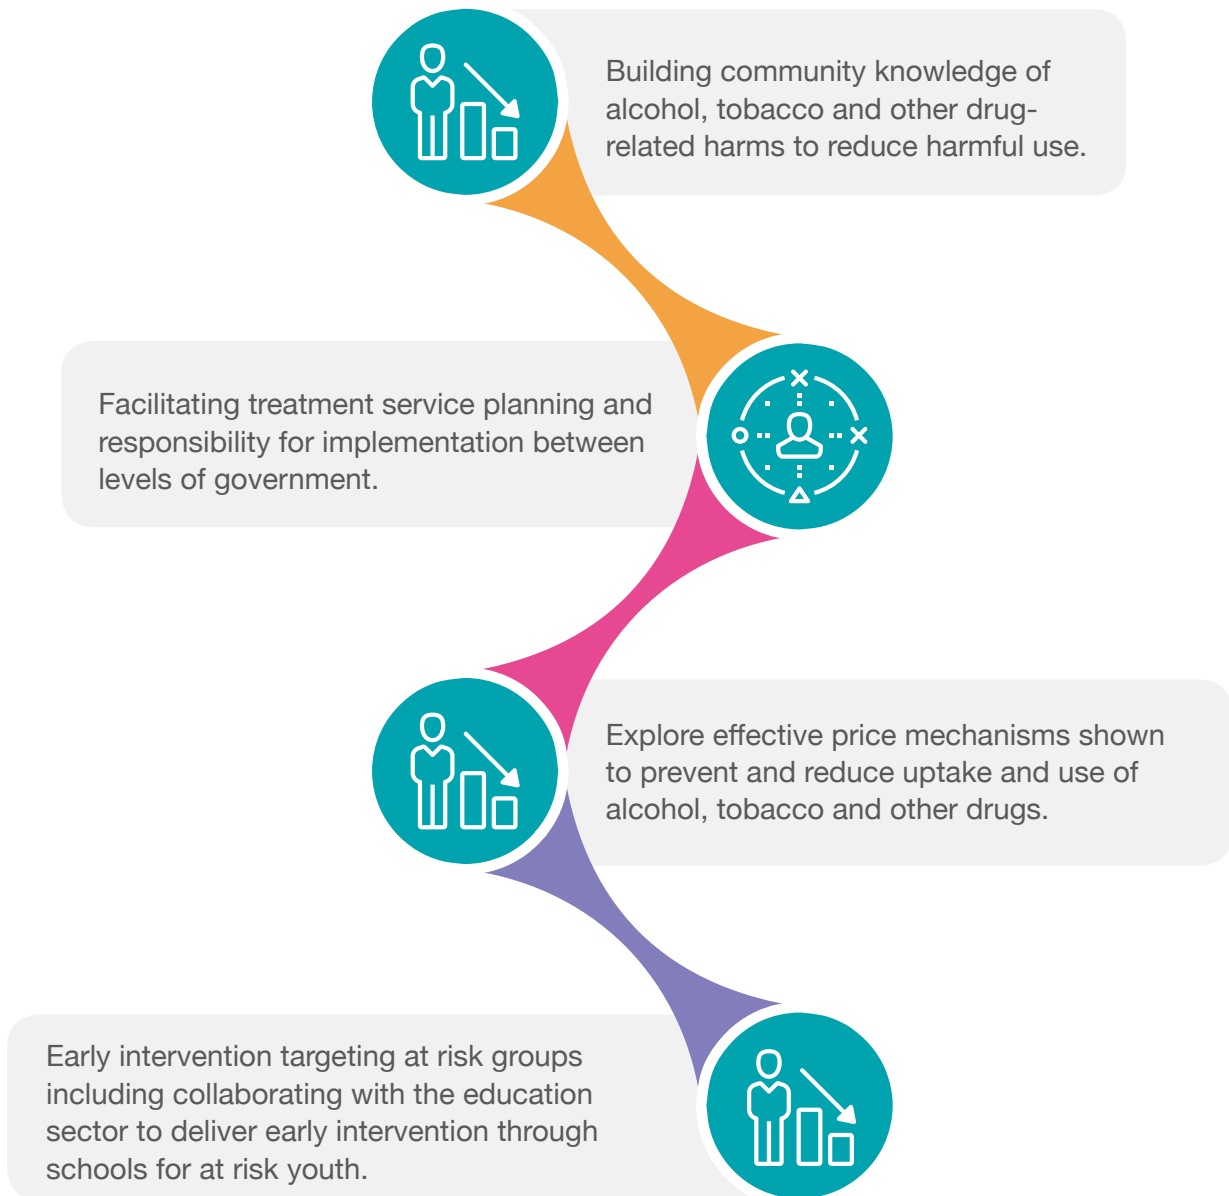 Building community knowledge of
alcohol, tobacco and other drug-
related harms to reduce harmful use.
Facilitating treatment service planning and
responsibility for implementation between
levels of government.
Explore effective price mechanisms shown
to prevent and reduce uptake and use of
alcohol, tobacco and other drugs.
Early intervention targeting at risk groups
including collaborating with the education
sector to deliver early intervention through
schools for at risk youth.